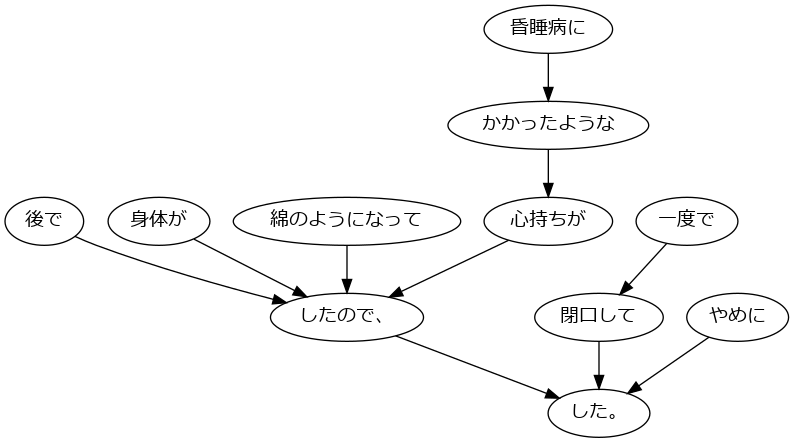 昏睡病に
かかったような
後で
身体が
綿のようになって
心持ちが
一度で
したので、
閉口して
やめに
した。